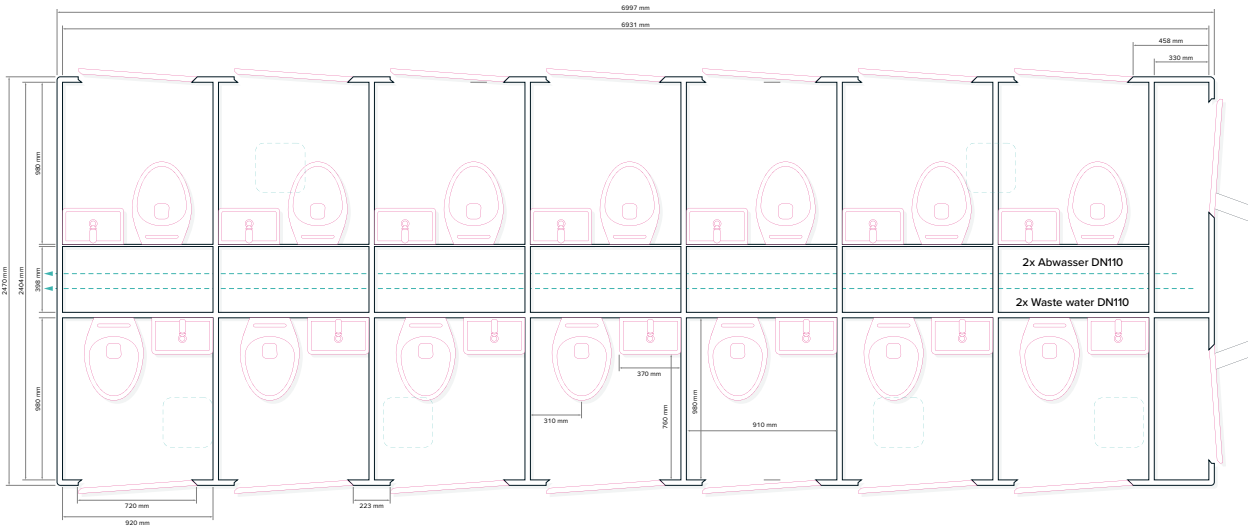 6997 mm
6931 mm
458 mm
330 mm
980 mm
2470mm
2404 mm
398 mm
2x Abwasser DN110
2x Waste water DN110
370 mm
980 mm
980 mm
760 mm
310 mm
910 mm
720 mm
223 mm
920 mm